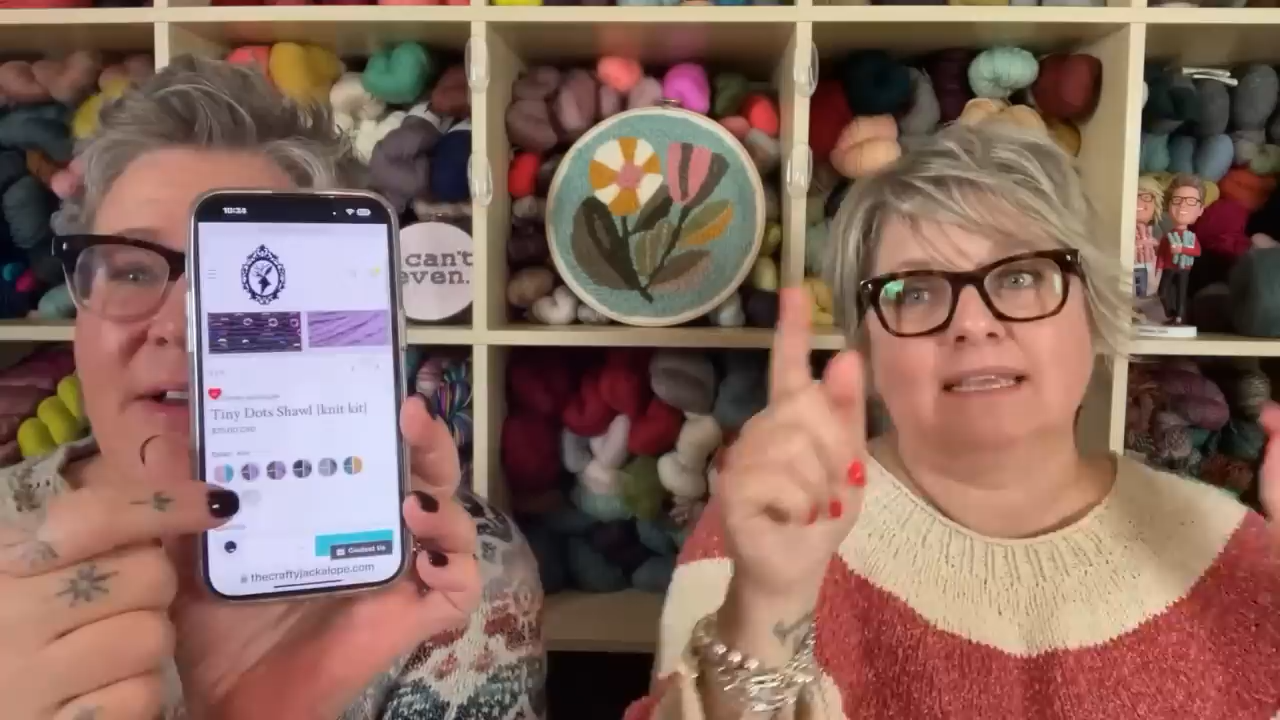 10:34
can't
even.
Tiny Dots Shawl [knit kit]
Contact Us
thecraftyjackalope.com